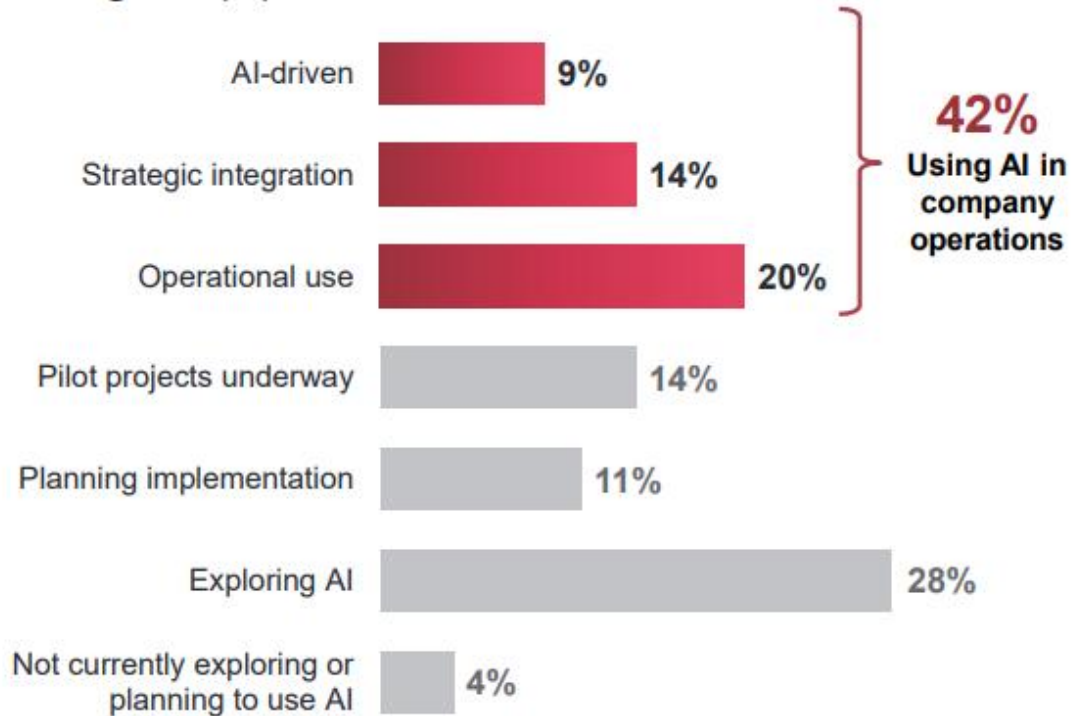 AI-driven 9%
Strategic integration 14%
Operational use 20%
42%
Using AI in
company
operations
Pilot projects underway 14%
Planning implementation 11%
Exploring AI 28%
Not currently exploring or
planning to use AI 4%